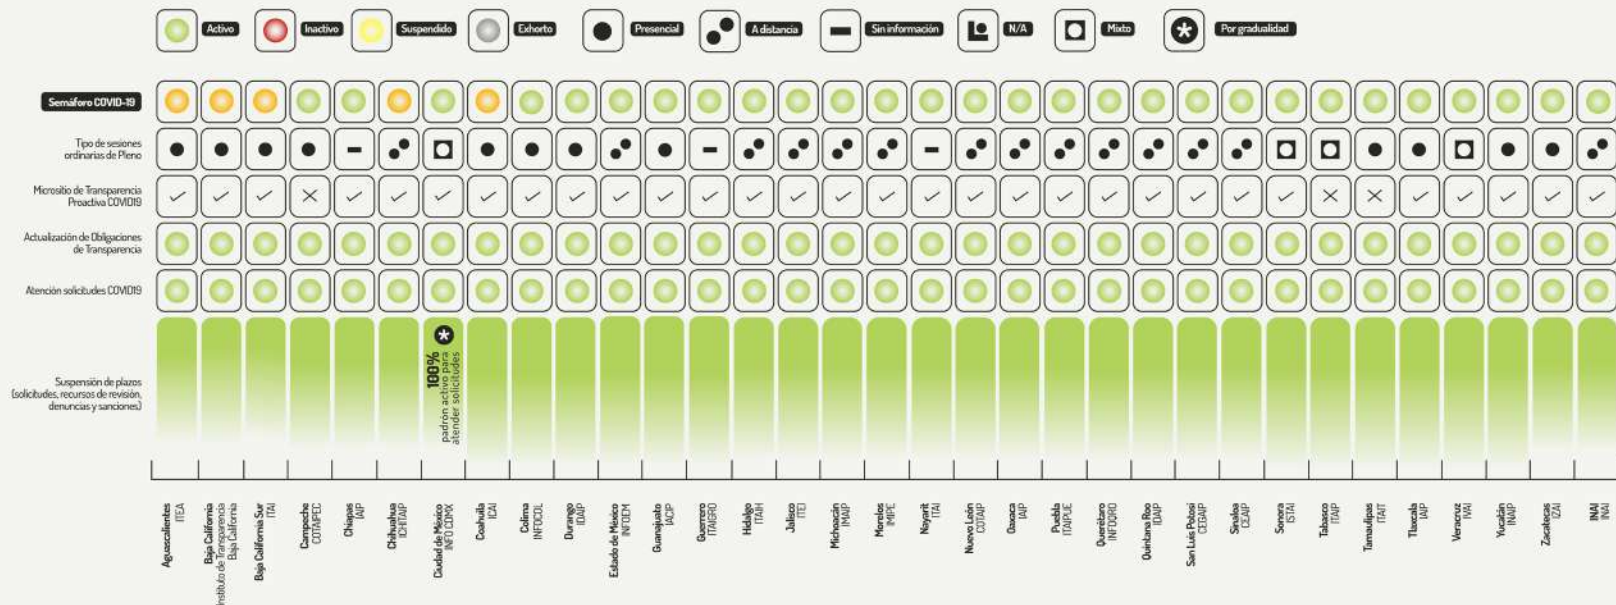 Activo
Inactivo
Suspendido
Exhorto
Presencial
A distancia
Sin información
N/A
Mixto
Por gradualidad
Semáforo COVID-19
Tipo de sesiones
ordinarias de Pleno
Micrositio de Transparencia
Proactiva COVID19
Actualización de Obligaciones
de Transparencia
Atención solicitudes COVID19
Suspensión de plazos
(solicitudes, recursos de revisión,
denuncias y sanciones)
100%
padrón activo para
atender solicitudes
Aguascalientes
ITEA
Baja California
Instituto de Transparencia
Baja California
Baja California Sur
ITAI
Campeche
COTAIPEC
Chiapas
IAIP
Chihuahua
ICHITAIP
Ciudad de México
INFO CDMX
Coahuila
ICAI
Colima
INFOCOL
Durango
IDAIP
Estado de México
INFOEM
Guanajuato
IACIP
Guerrero
ITAIGRO
Hidalgo
ITAIH
Jalisco
ITEI
Michoacán
IMAIP
Morelos
IMIPE
Nayarit
ITAI
Nuevo León
COTAIP
Oaxaca
IAIP
Puebla
ITAIPUE
Querétaro
INFOQRO
Quintana Roo
IDAIP
San Luis Potosí
CEGAIP
Sinaloa
CEAIP
Sonora
ISTAI
Tabasco
ITAIP
Tamaulipas
ITAIT
Tlaxcala
IAIP
Veracruz
IVAI
Yucatán
INAIP
Zacatecas
IZAI
INAI
INAI